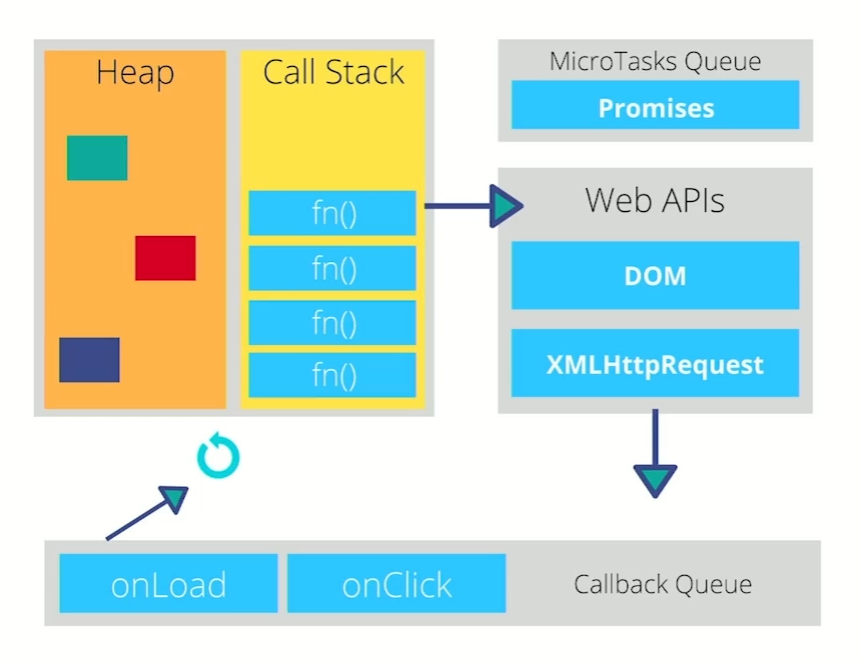 Heap
Call Stack
fn()
fn()
fn()
fn()
MicroTasks Queue
Promises
Web APIs
DOM
XMLHttpRequest
onLoad
onClick
Callback Queue